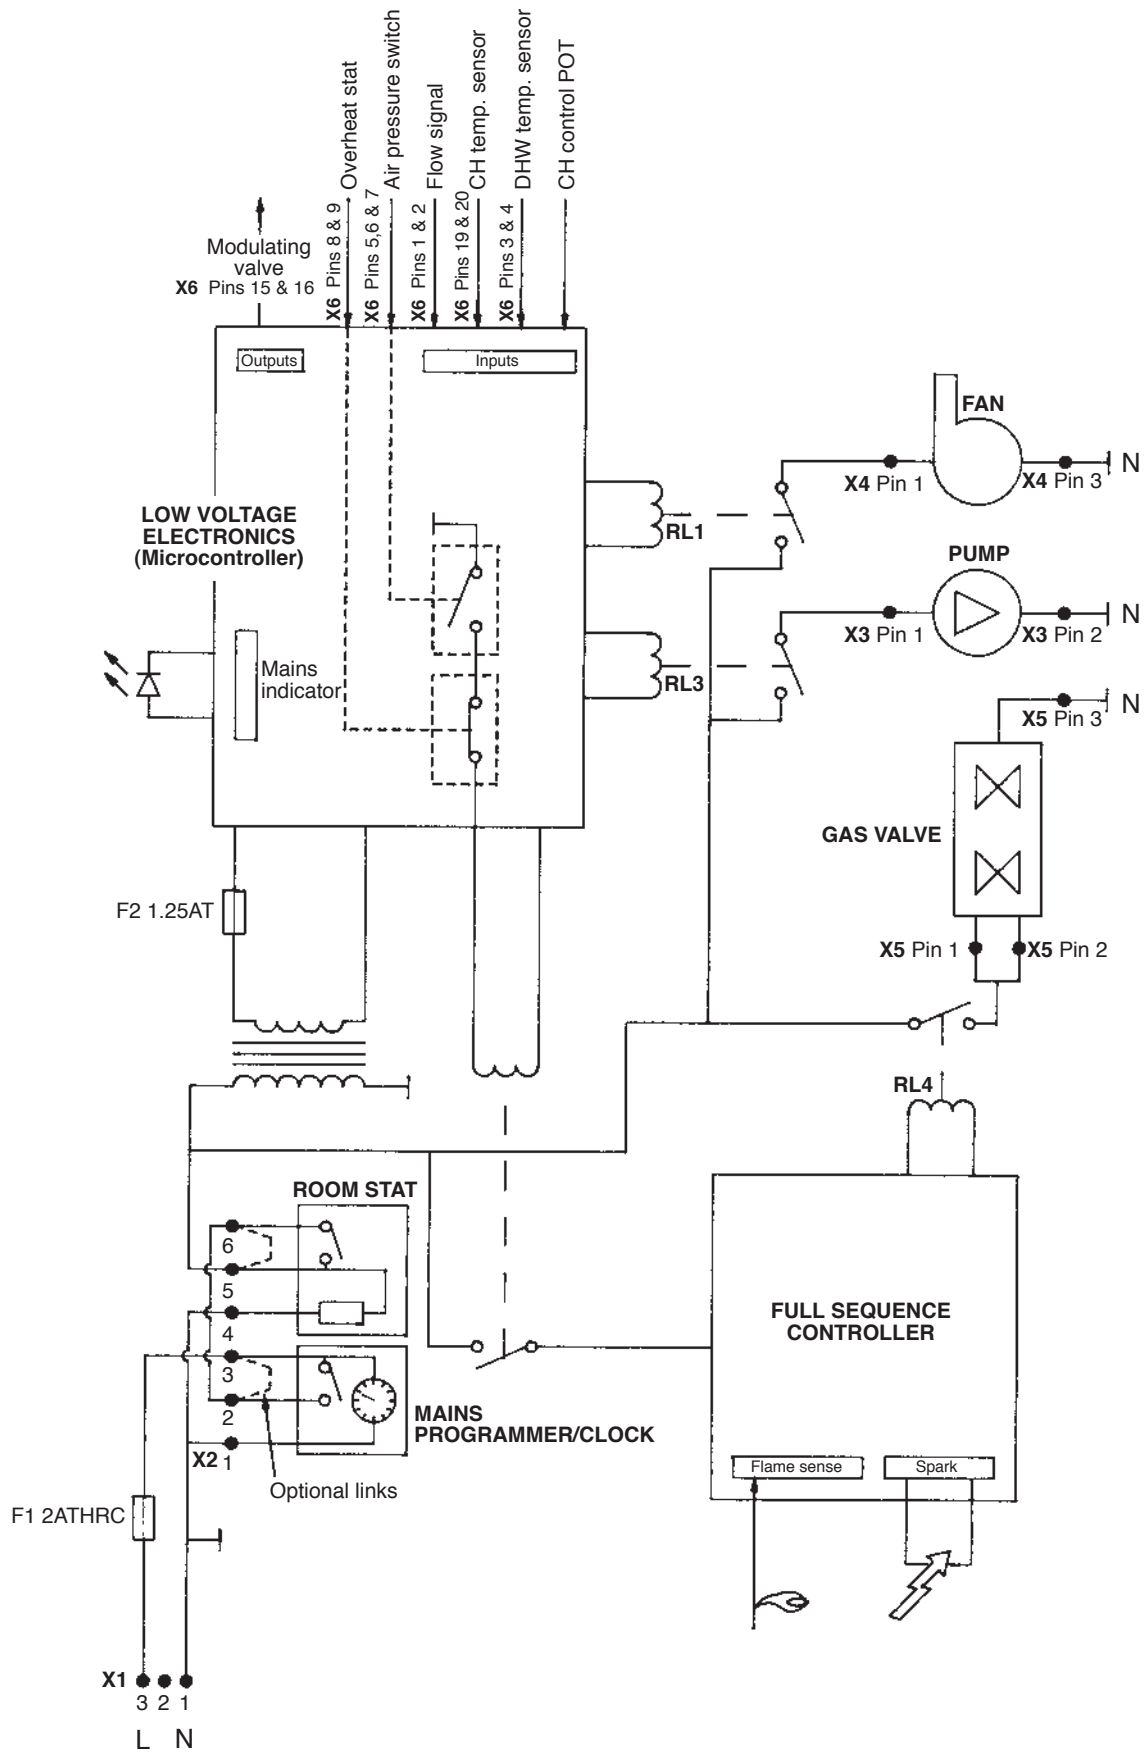 Overheat stat
Air pressure switch
Flow signal
CH temp. sensor
DHW temp. sensor
CH control POT
X6 Pins 8 & 9
X6 Pins 5,6 & 7
X6 Pins 1 & 2
X6 Pins 19 & 20
X6 Pins 3 & 4
Modulating
valve
X6 Pins 15 & 16
Outputs
Inputs
FAN
X4 Pin 1
X4 Pin 3
N
LOW VOLTAGE
ELECTRONICS
(Microcontroller)
RL1
PUMP
X3 Pin 1
X3 Pin 2
N
Mains
indicator
RL3
X5 Pin 3
N
GAS VALVE
F2 1.25AT
X5 Pin 1
X5 Pin 2
RL4
ROOM STAT
6
5
4
3
2
X2 1
MAINS
PROGRAMMER/CLOCK
Optional links
FULL SEQUENCE
CONTROLLER
Flame sense
Spark
F1 2ATHRC
X1
3 2 1
L N